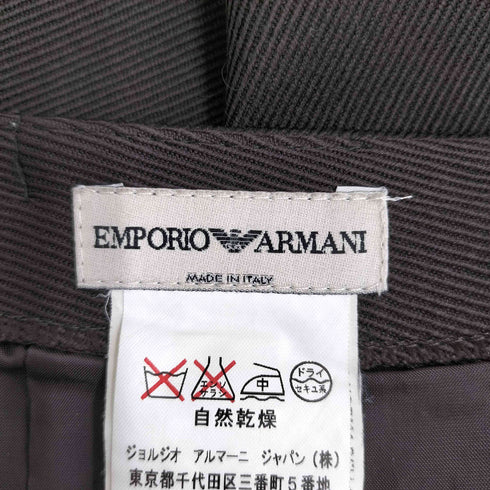 EMPORIO ARMANI
MADE IN ITALY
エンソ サラシ 中 ドライ セキユ系
自然乾燥
ジョルジオ アルマーニ ジャパン(株)
東京都千代田区三番町5番地